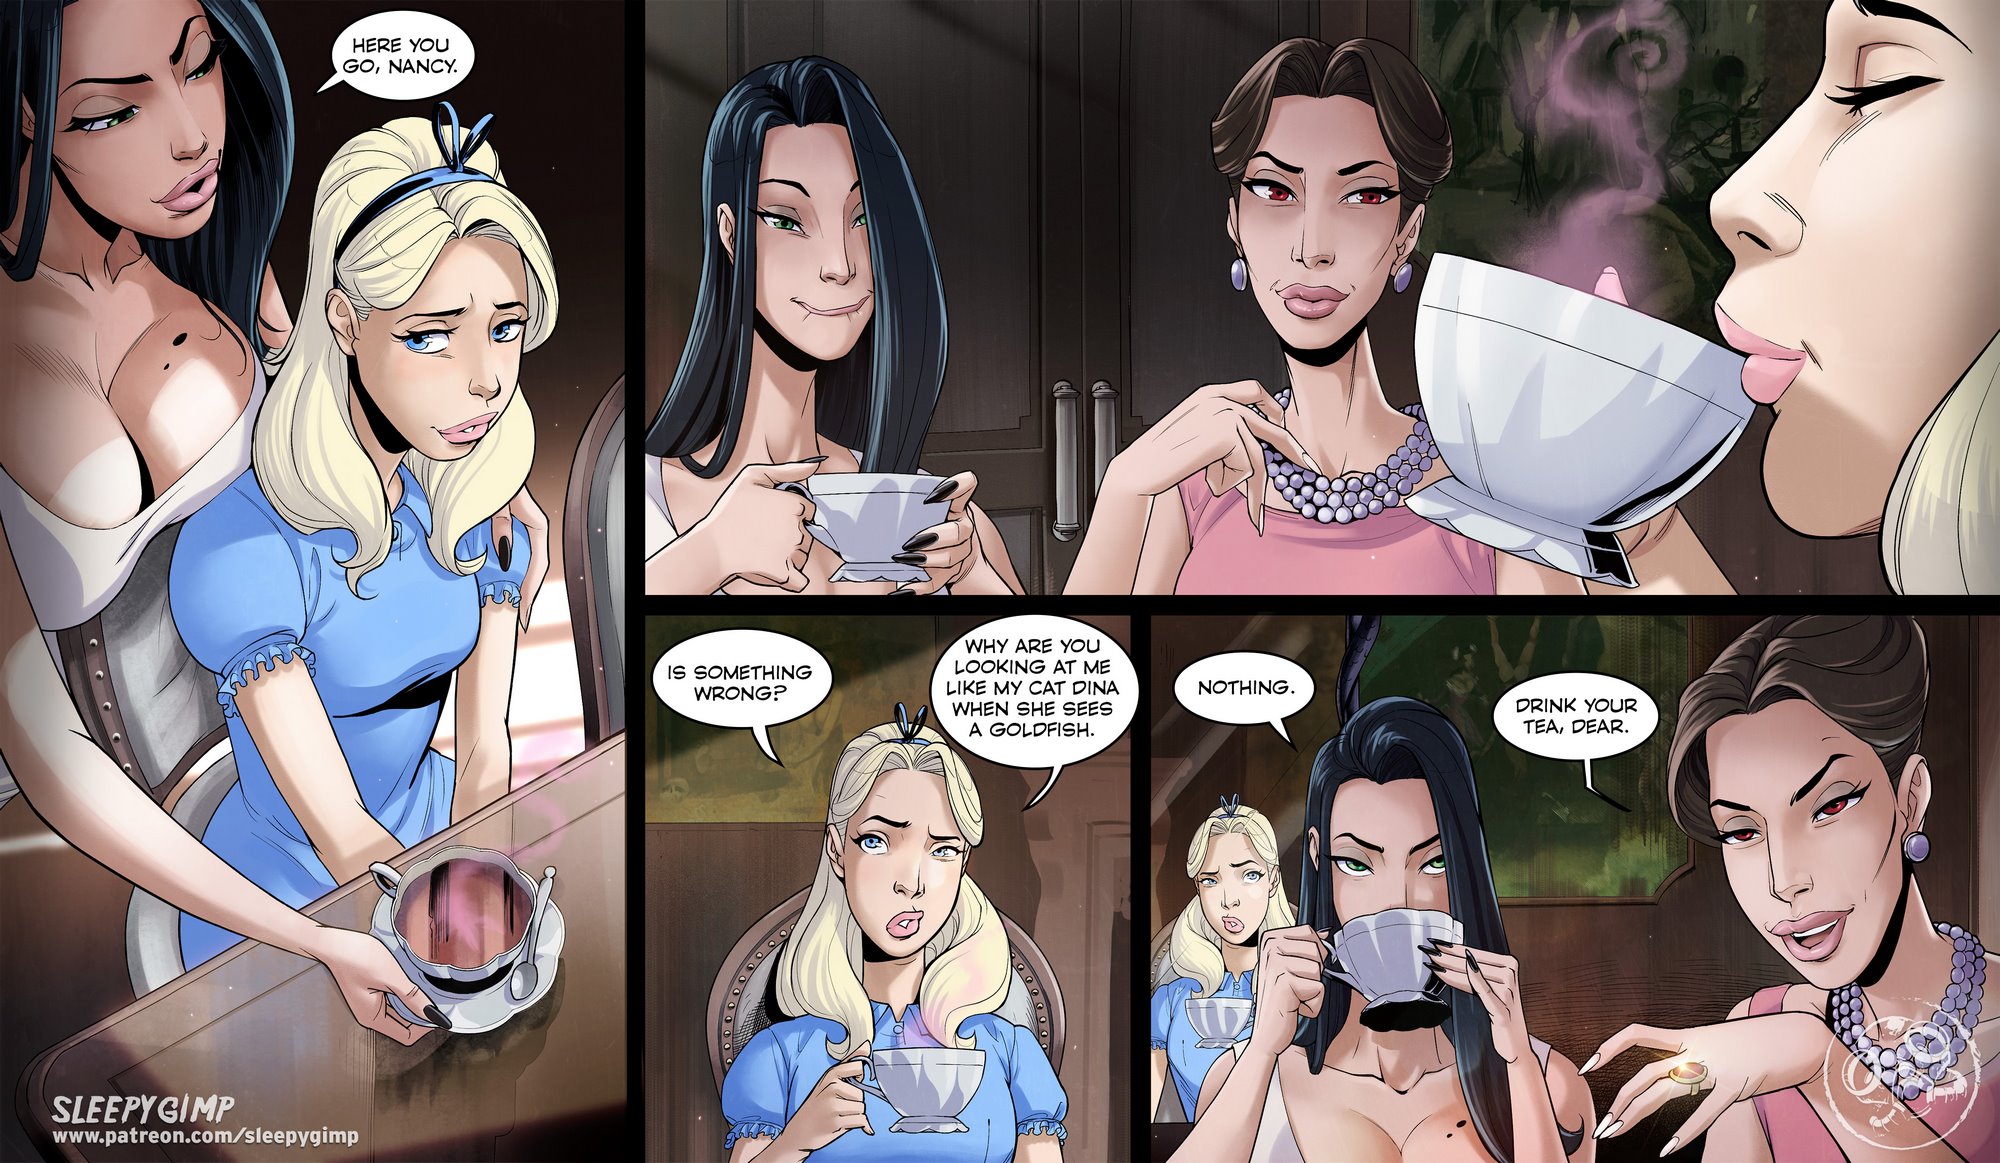 HERE YOU
GO, NANCY.
IS SOMETHING
WRONG?
WHY ARE YOU
LOOKING AT ME
LIKE MY CAT DINA
WHEN SHE SEES
A GOLDFISH.
NOTHING.
DRINK YOUR
TEA, DEAR.
SLEEPYGIMP
www.patreon.com/sleepygimp